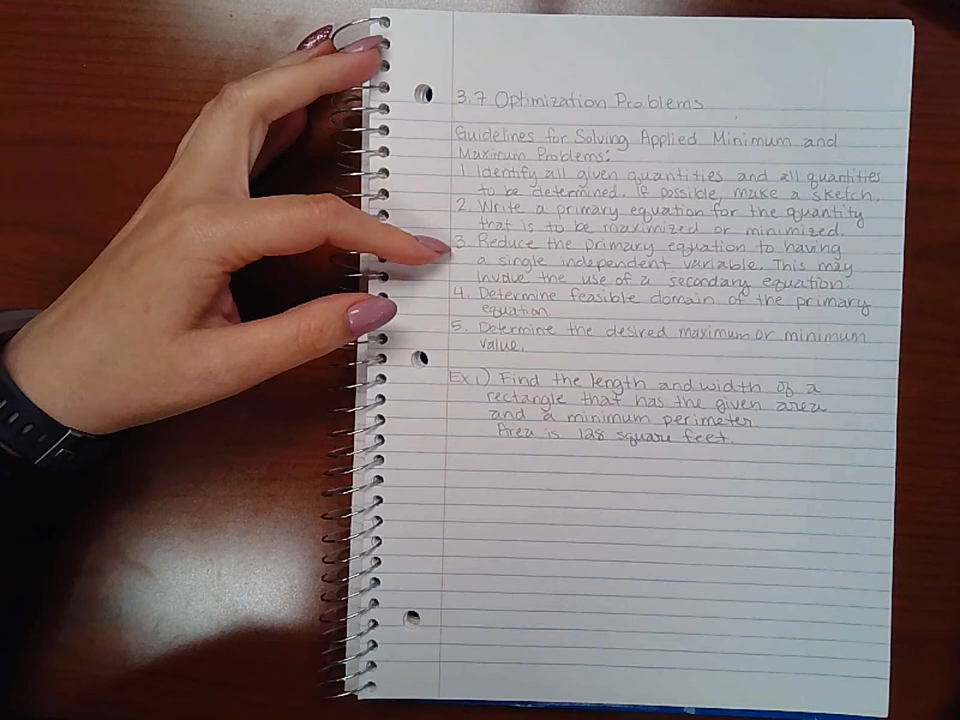 3.7 Optimization Problems
Guidelines for Solving Applied Minimum and
Maximum Problems:
1. Identify all given quantities and all quantities
to be determined. If possible, make a sketch.
2. Write a primary equation for the quantity
that is to be maximized or minimized.
3. Reduce the primary equation to having
a single independent variable. This may
involve the use of a secondary equation.
4. Determine feasible domain of the primary
equation.
5. Determine the desired maximum or minimum
value.
Ex 1) Find the length and width of a
rectangle that has the given area
and a minimum perimeter.
Area is 128 square feet.